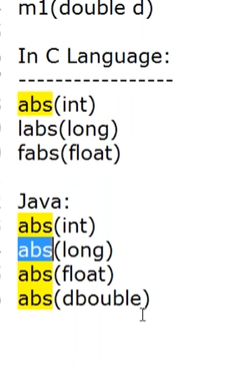 m1(double d)
In C Language:
-----------------
abs(int)
labs(long)
fabs(float)
Java:
abs(int)
abs(long)
abs(float)
abs(dbouble)